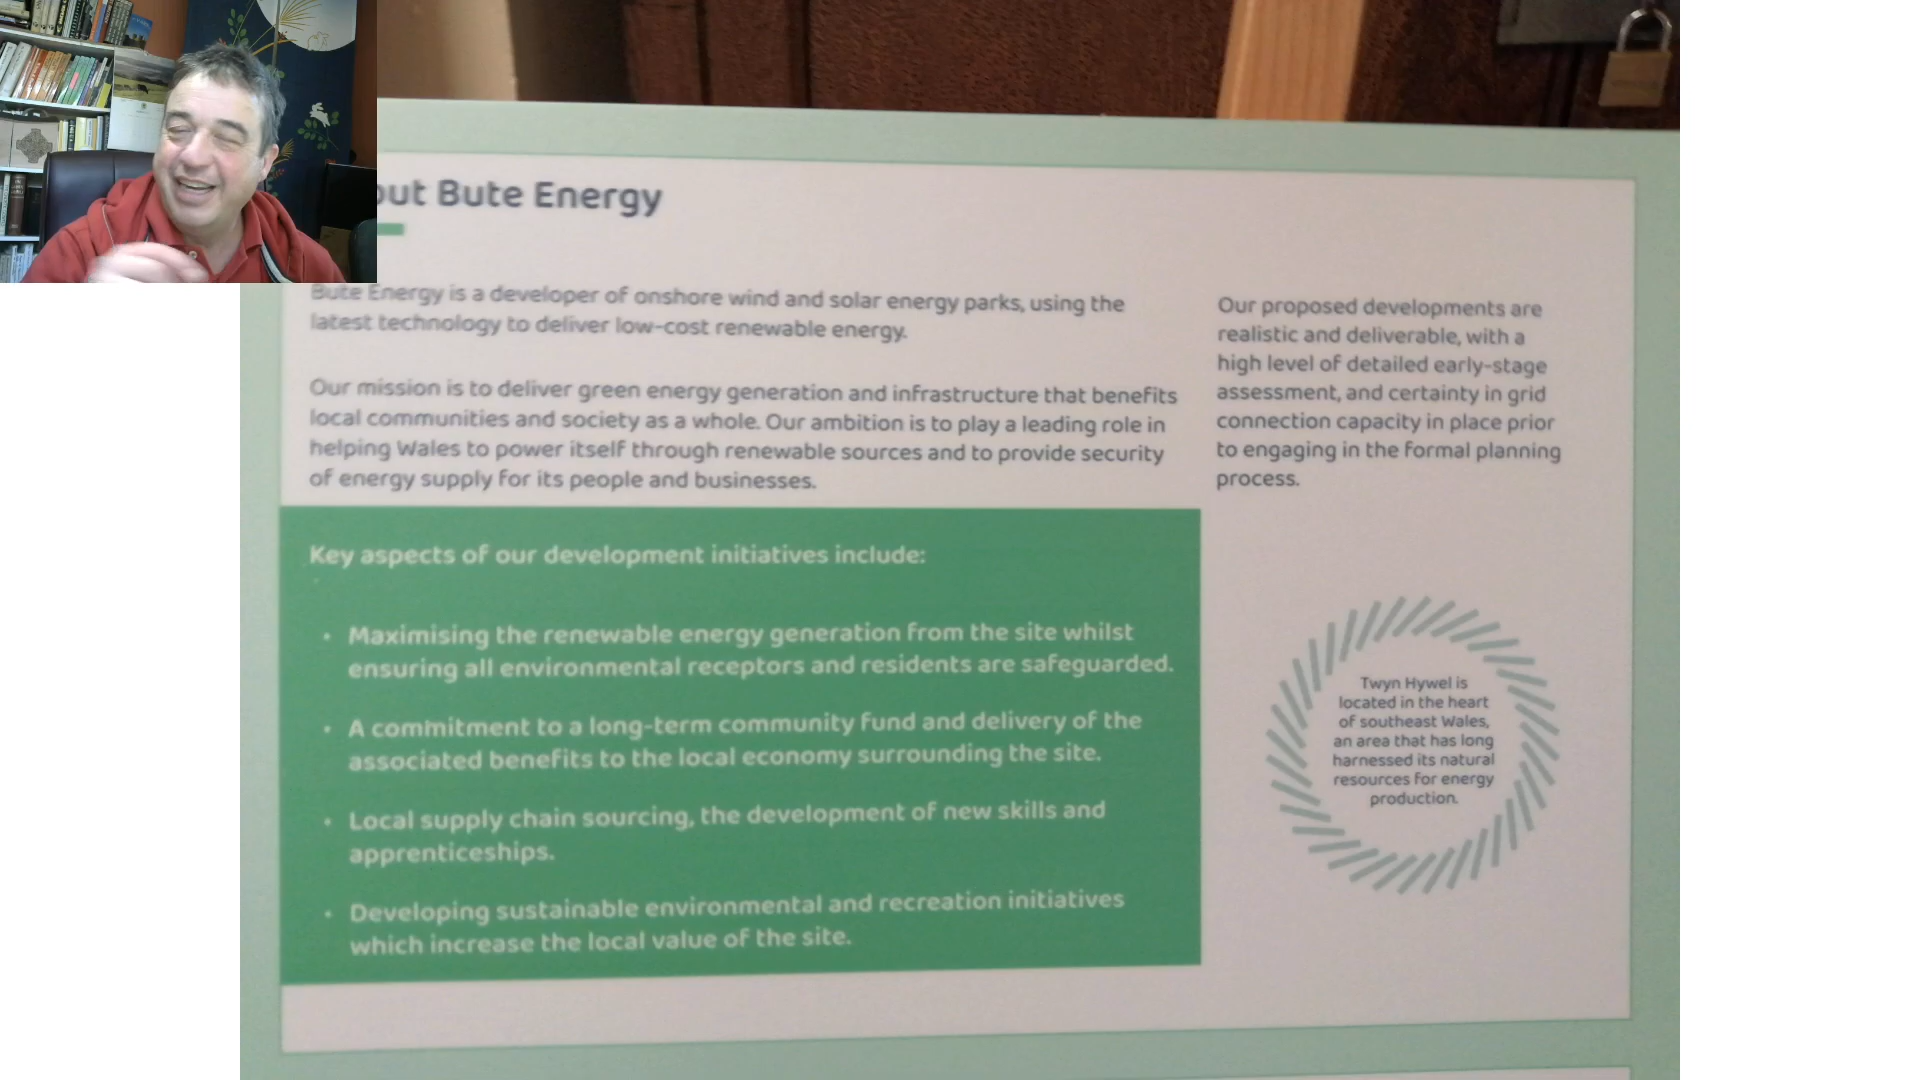 out Bute Energy
Bute Energy is a developer of onshore wind and solar energy parks, using the
latest technology to deliver low-cost renewable energy.
Our mission is to deliver green energy generation and infrastructure that benefits
local communities and society as a whole. Our ambition is to play a leading role in
helping Wales to power itself through renewable sources and to provide security
of energy supply for its people and businesses.
Key aspects of our development initiatives include:
• Maximising the renewable energy generation from the site whilst
ensuring all environmental receptors and residents are safeguarded.
• A commitment to a long-term community fund and delivery of the
associated benefits to the local economy surrounding the site.
• Local supply chain sourcing, the development of new skills and
apprenticeships.
• Developing sustainable environmental and recreation initiatives
which increase the local value of the site.
Our proposed developments are
realistic and deliverable, with a
high level of detailed early-stage
assessment, and certainty in grid
connection capacity in place prior
to engaging in the formal planning
process.
Twyn Hywel is
located in the heart
of southeast Wales,
an area that has long
harnessed its natural
resources for energy
production.